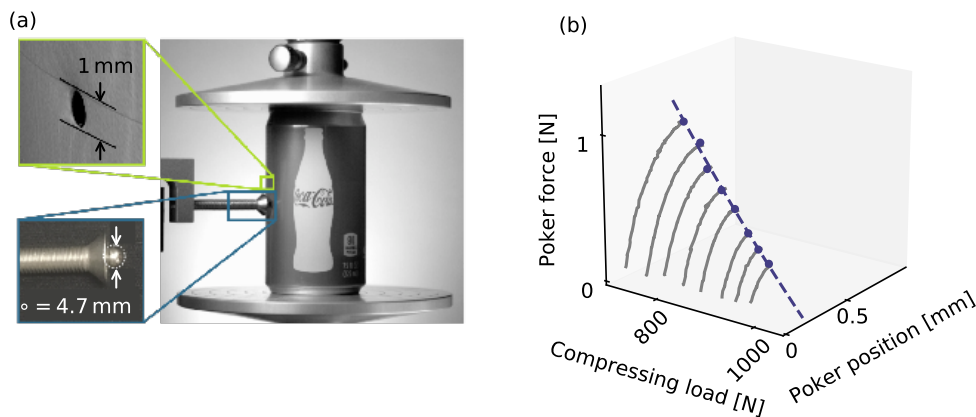 (a)
1 mm
Coca-Cola
∘ = 4.7 mm
(b)
Poker force [N]
1
0
800
1000
Compressing load [N]
0
0.5
Poker position [mm]